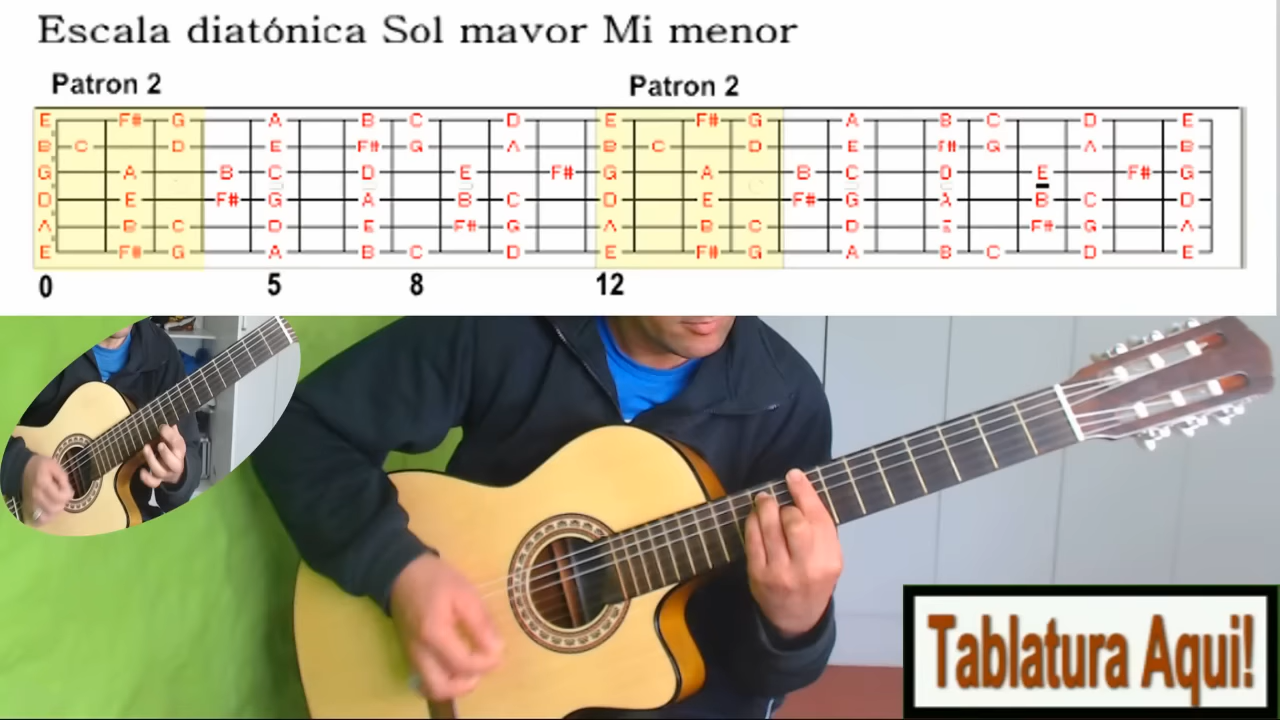 Escala diatónica Sol mavor Mi menor
Patron 2 Patron 2
E F# G A B C D E F# G A B C D E
B C D E F# G A B C D E F# G A B
G A B C D E F# G A B C D E F# G
D E F# G A B C D E F# G A B C D
A B C D E F# G A B C D E F# G A
E F# G A B C D E F# G A B C D E
0 5 8 12
Tablatura Aqui!